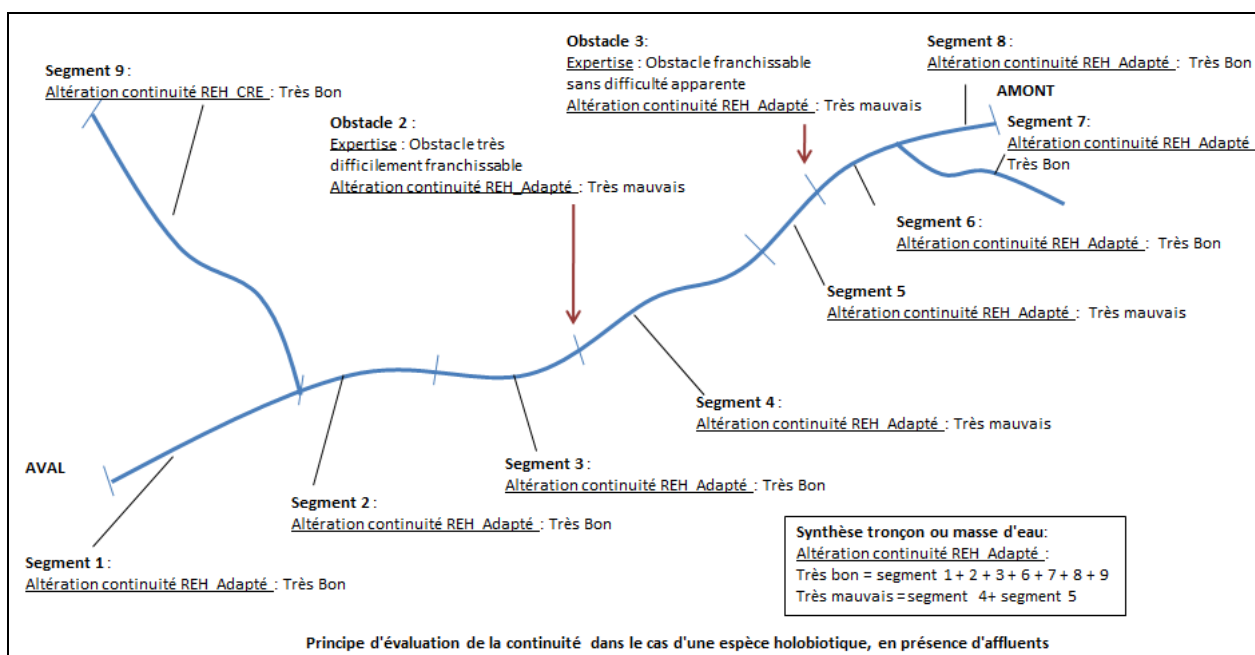 Segment 9 :
Altération continuité REH_CRE : Très Bon
Obstacle 2 :
Expertise : Obstacle très
difficilement franchissable
Altération continuité REH_Adapté : Très mauvais
Obstacle 3:
Expertise : Obstacle franchissable
sans difficulté apparente
Altération continuité REH_Adapté : Très mauvais
Segment 8 :
Altération continuité REH_Adapté : Très Bon
AMONT
Segment 7 :
Altération continuité REH_Adapté :
Très Bon
Segment 6 :
Altération continuité REH_Adapté : Très Bon
Segment 5
Altération continuité REH_Adapté : Très mauvais
Segment 4 :
Altération continuité REH_Adapté : Très mauvais
Segment 3 :
Altération continuité REH_Adapté : Très Bon
Segment 2 :
Altération continuité REH_Adapté : Très Bon
AVAL
Segment 1 :
Altération continuité REH_Adapté : Très Bon
Synthèse tronçon ou masse d'eau:
Altération continuité REH_Adapté :
Très bon = segment 1 + 2 + 3 + 6 + 7 + 8 + 9
Très mauvais = segment 4+ segment 5
Principe d'évaluation de la continuité dans le cas d'une espèce holobiotique, en présence d'affluents